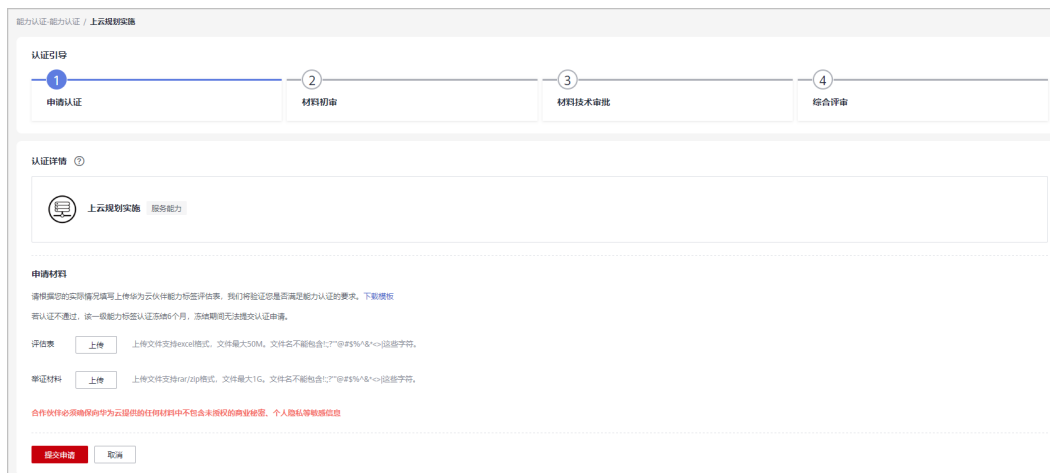 能力认证-能力认证 / 上云规划实施
认证引导
1
2
3
4
申请认证
材料初审
材料技术审批
综合评审
认证详情 ?
上云规划实施 服务能力
申请材料
请根据您的实际情况填写上传华为云伙伴能力标签评估表，我们将验证您是否满足能力认证的要求。下载模板
若认证不通过，该一级能力标签认证冻结6个月，冻结期间无法提交认证申请。
评估表 上传 上传文件支持excel格式，文件最大50M。文件名不能包含!:;?'"@#$%^&*<>|这些字符。
举证材料 上传 上传文件支持rar/zip格式，文件最大1G。文件名不能包含!:;?'"@#$%^&*<>|这些字符。
合作伙伴必须确保向华为云提供的任何材料中不包含未授权的商业秘密、个人隐私等敏感信息
提交申请 取消